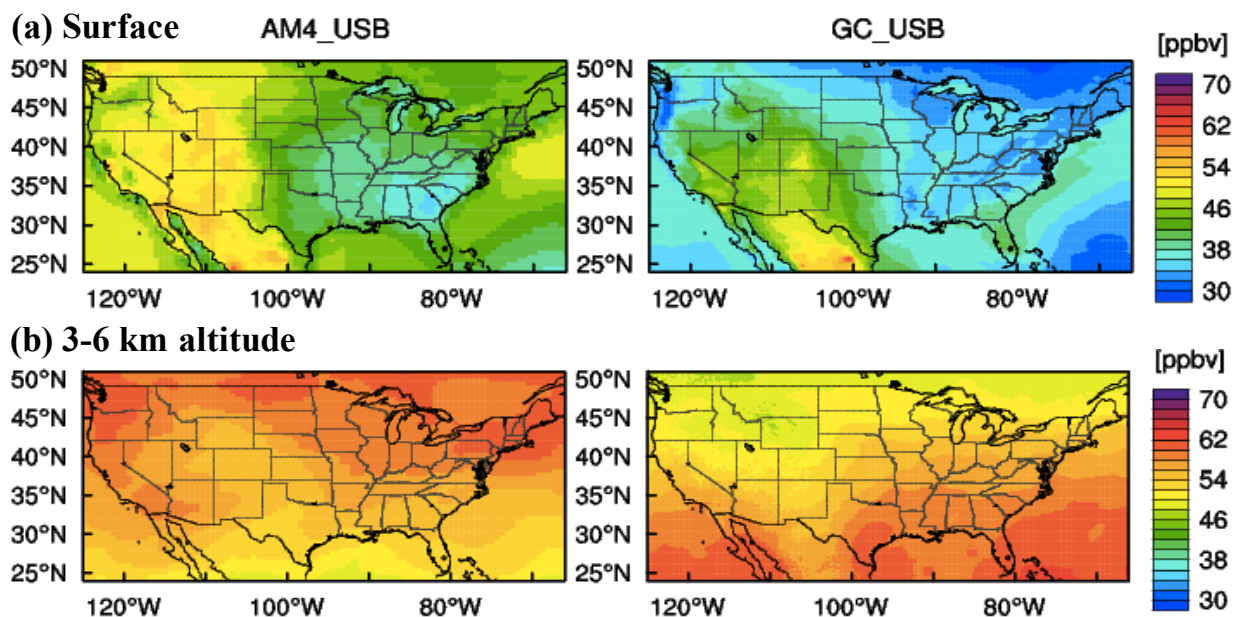 (a) Surface AM4_USB GC_USB [ppbv]
50°N 50°N 70
45°N 45°N 62
40°N 40°N 54
35°N 35°N 46
30°N 30°N 38
25°N 25°N 30
120°W 100°W 80°W 120°W 100°W 80°W
(b) 3-6 km altitude [ppbv]
50°N 50°N 70
45°N 45°N 62
40°N 40°N 54
35°N 35°N 46
30°N 30°N 38
25°N 25°N 30
120°W 100°W 80°W 120°W 100°W 80°W